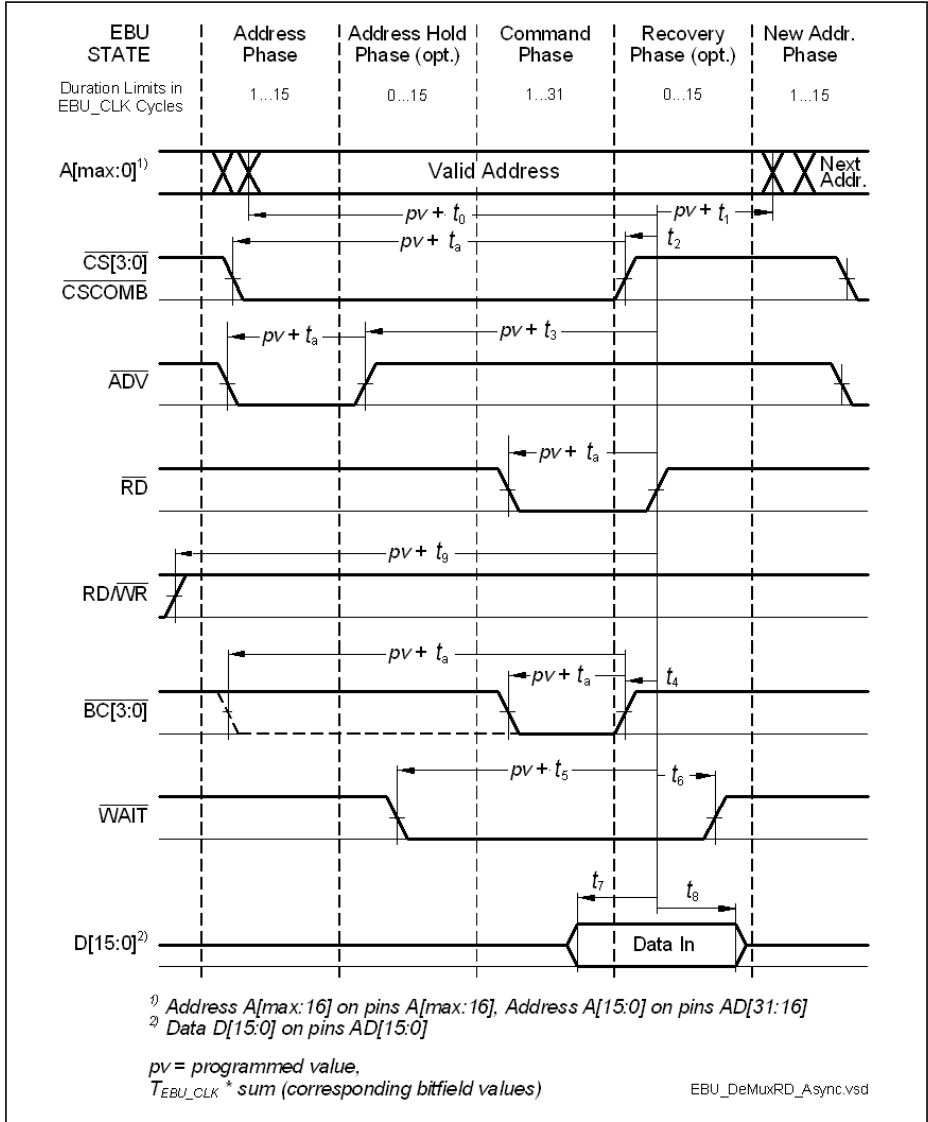 EBU STATE Address Phase Address Hold Phase (opt.) Command Phase Recovery Phase (opt.) New Addr. Phase
Duration Limits in EBU_CLK Cycles 1...15 0...15 1...31 0...15 1...15
A[max:0]1) Valid Address Next Addr.
pv + t0 pv + t1
pv + ta t2
CS[3:0]
CSCOMB
pv + ta pv + t3
ADV
pv + ta
RD
pv + t9
RD/WR
pv + ta
pv + ta t4
BC[3:0]
pv + t5 t6
WAIT
t7 t8
D[15:0]2) Data In
1) Address A[max:16] on pins A[max:16], Address A[15:0] on pins AD[31:16]
2) Data D[15:0] on pins AD[15:0]
pv = programmed value,
TEBU_CLK * sum (corresponding bitfield values) EBU_DeMuxRD_Async.vsd